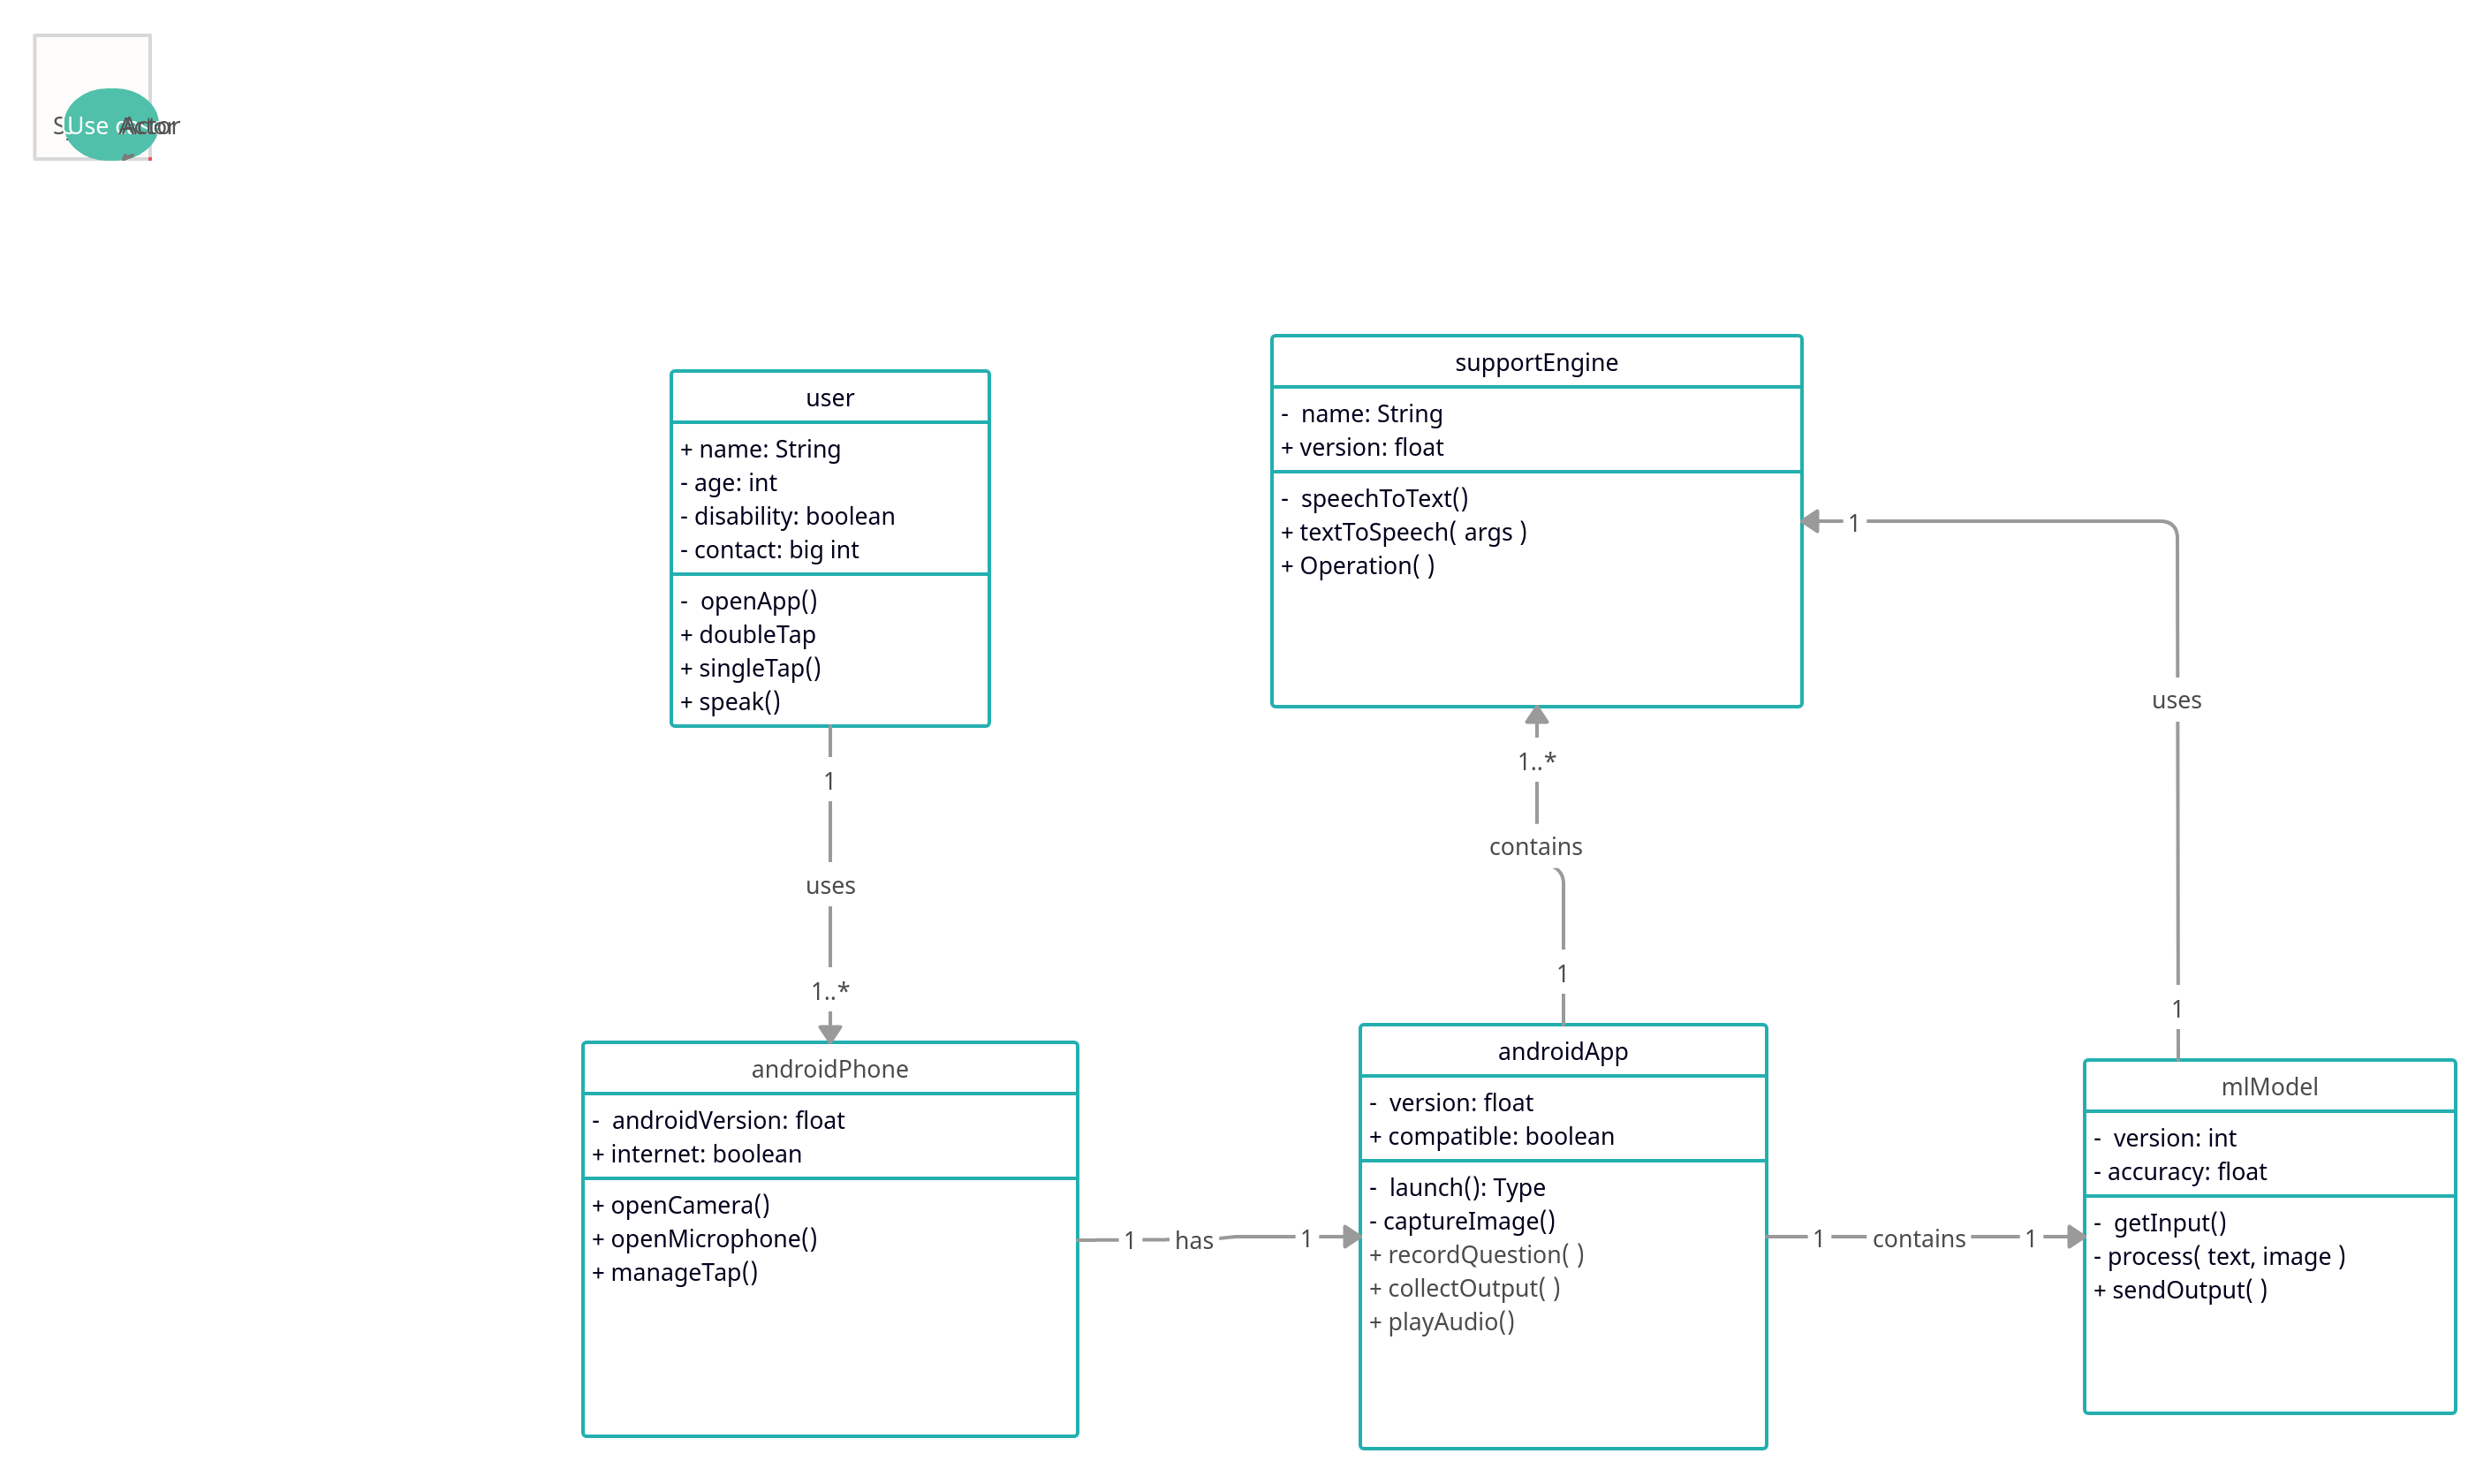 Use
Actor
user
+ name: String
- age: int
- disability: boolean
- contact: big int
- openApp()
+ doubleTap
+ singleTap()
+ speak()
supportEngine
- name: String
+ version: float
- speechToText()
+ textToSpeech( args )
+ Operation( )
1
uses
1
1
uses
1..*
1..*
contains
1
androidPhone
- androidVersion: float
+ internet: boolean
+ openCamera()
+ openMicrophone()
+ manageTap()
1 has 1
androidApp
- version: float
+ compatible: boolean
- launch(): Type
- captureImage()
+ recordQuestion( )
+ collectOutput( )
+ playAudio()
1 contains 1
mlModel
- version: int
- accuracy: float
- getInput()
- process( text, image )
+ sendOutput( )